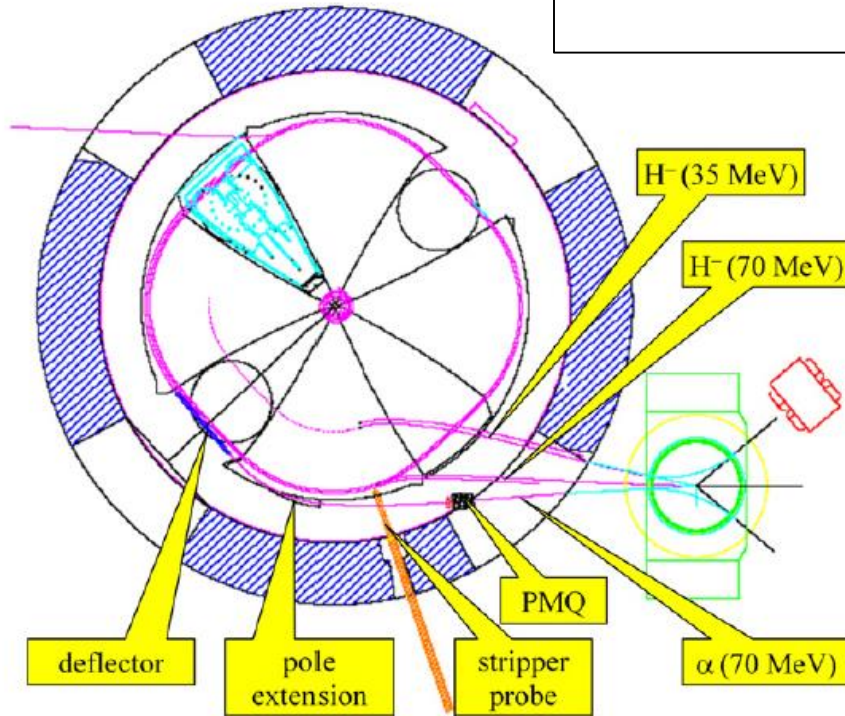 H⁻ (35 MeV)
H⁻ (70 MeV)
PMQ
deflector
pole
extension
stripper
probe
α (70 MeV)